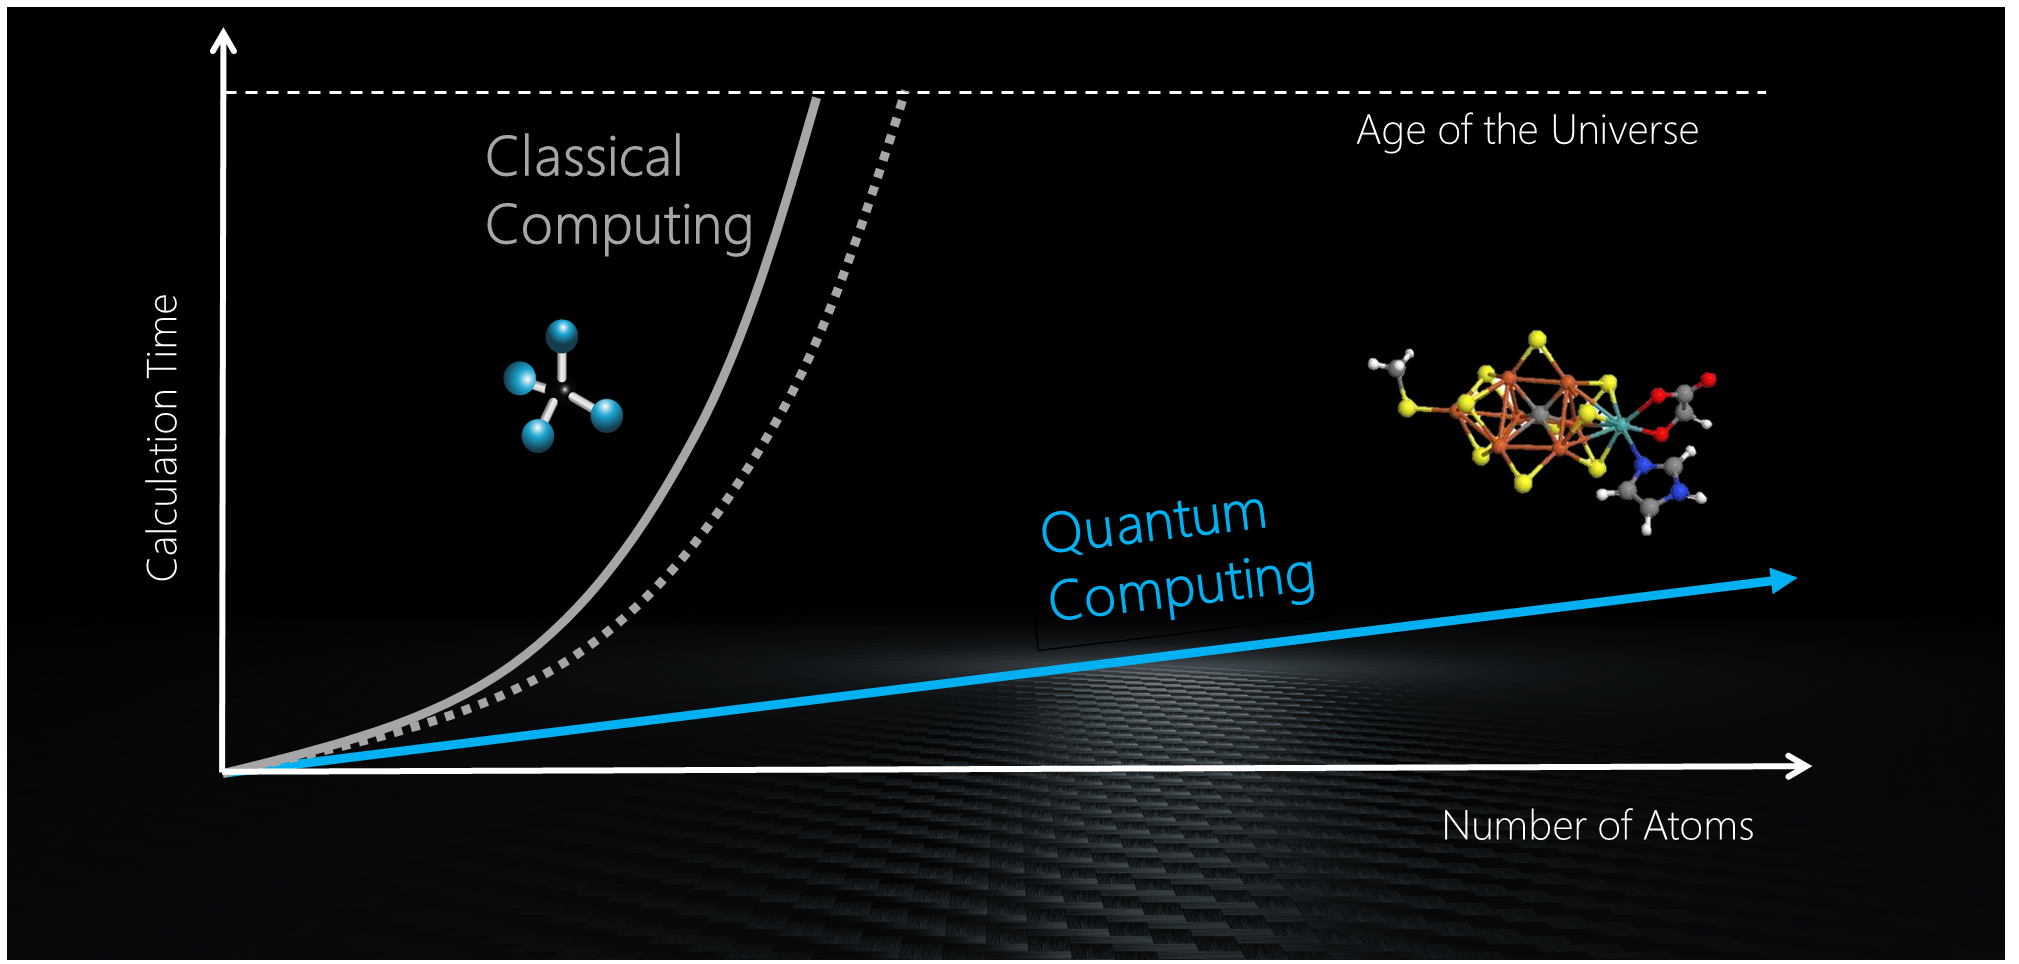 Age of the Universe
Classical
Computing
Calculation Time
Quantum
Computing
Number of Atoms